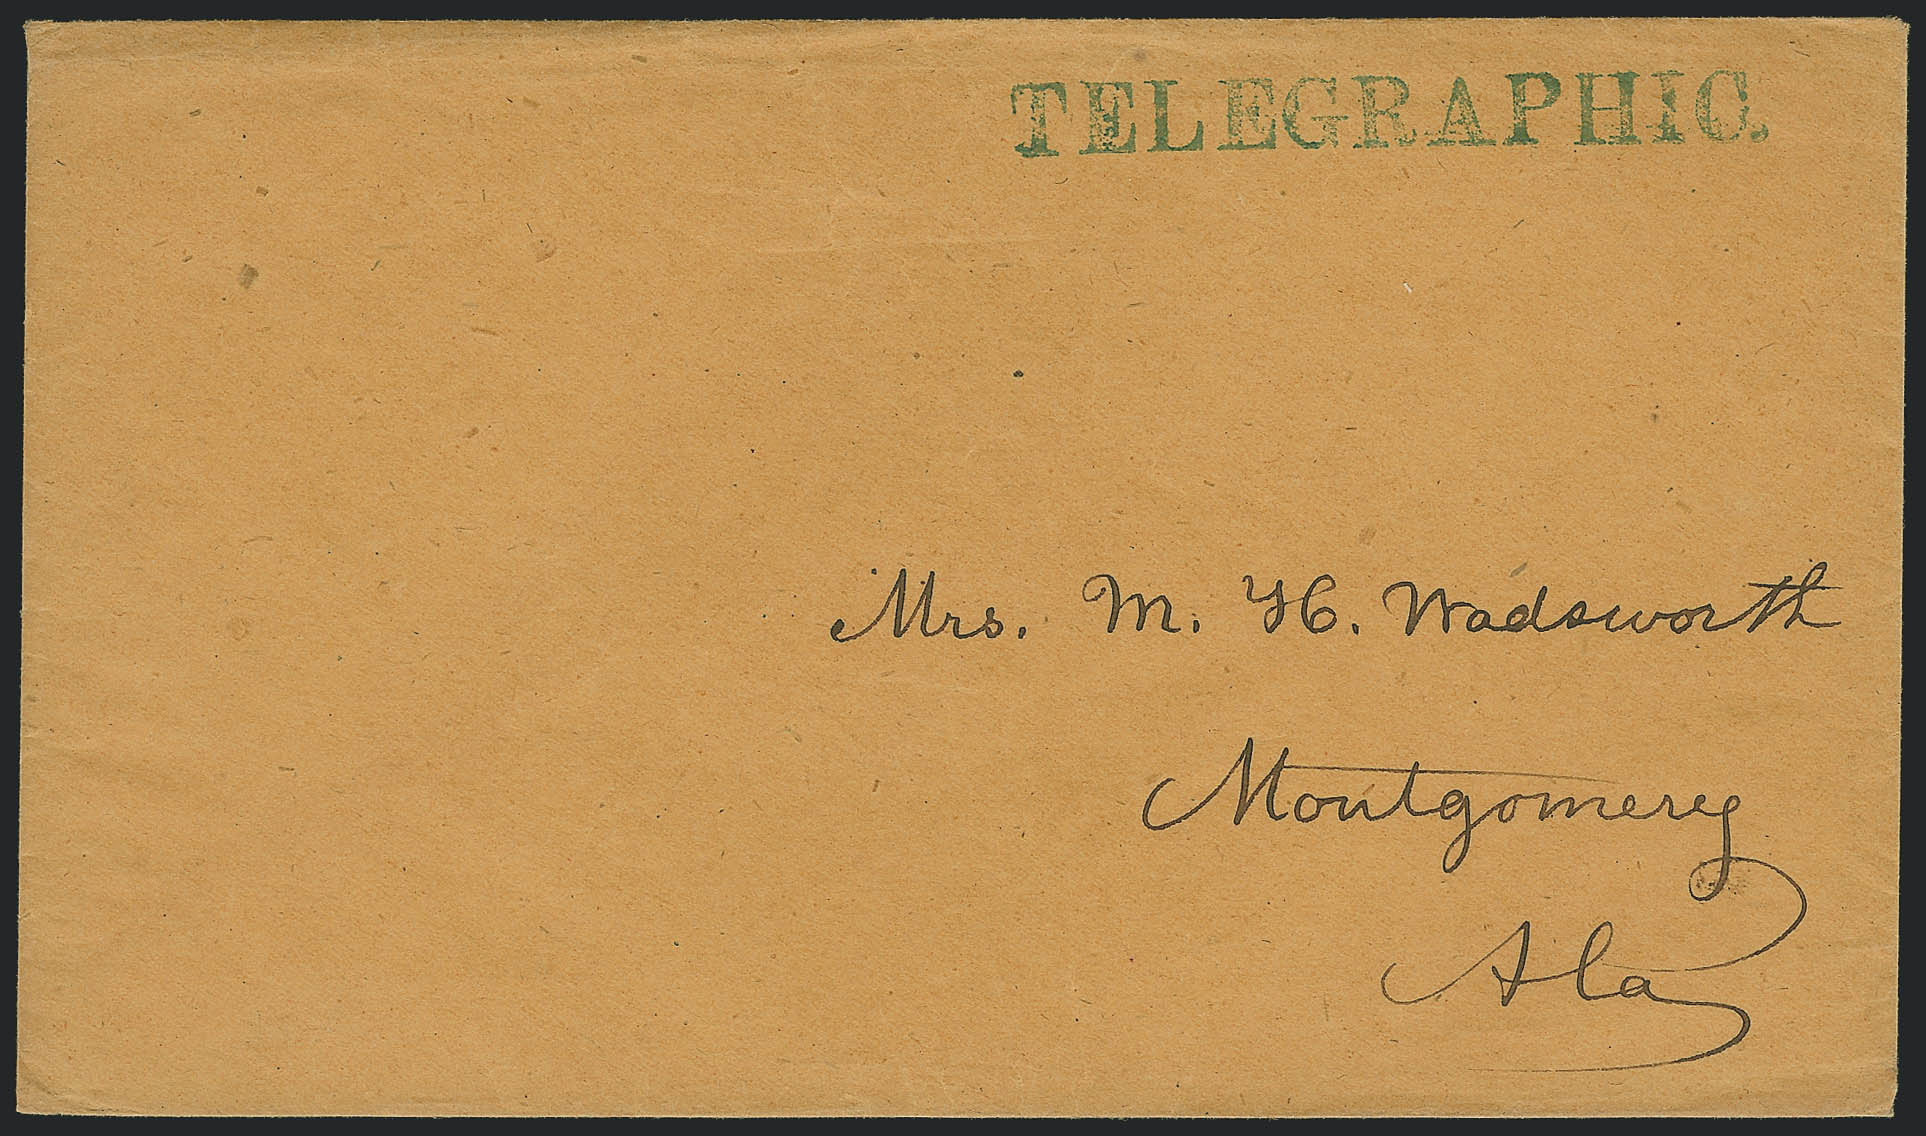 TELEGRAPHIC.
Mrs. M. H. Wadsworth
Montgomery
Ala